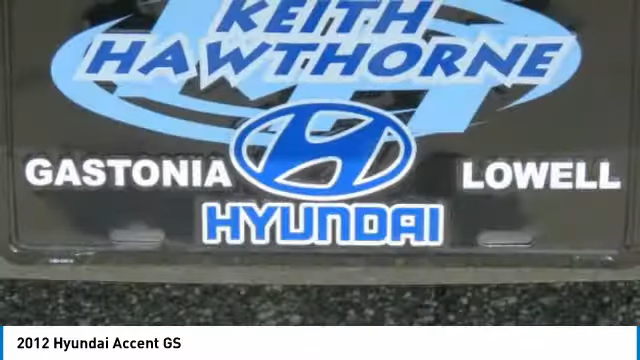 KEITH
HAWTHORNE
GASTONIA
LOWELL
HYUNDAI
2012 Hyundai Accent GS